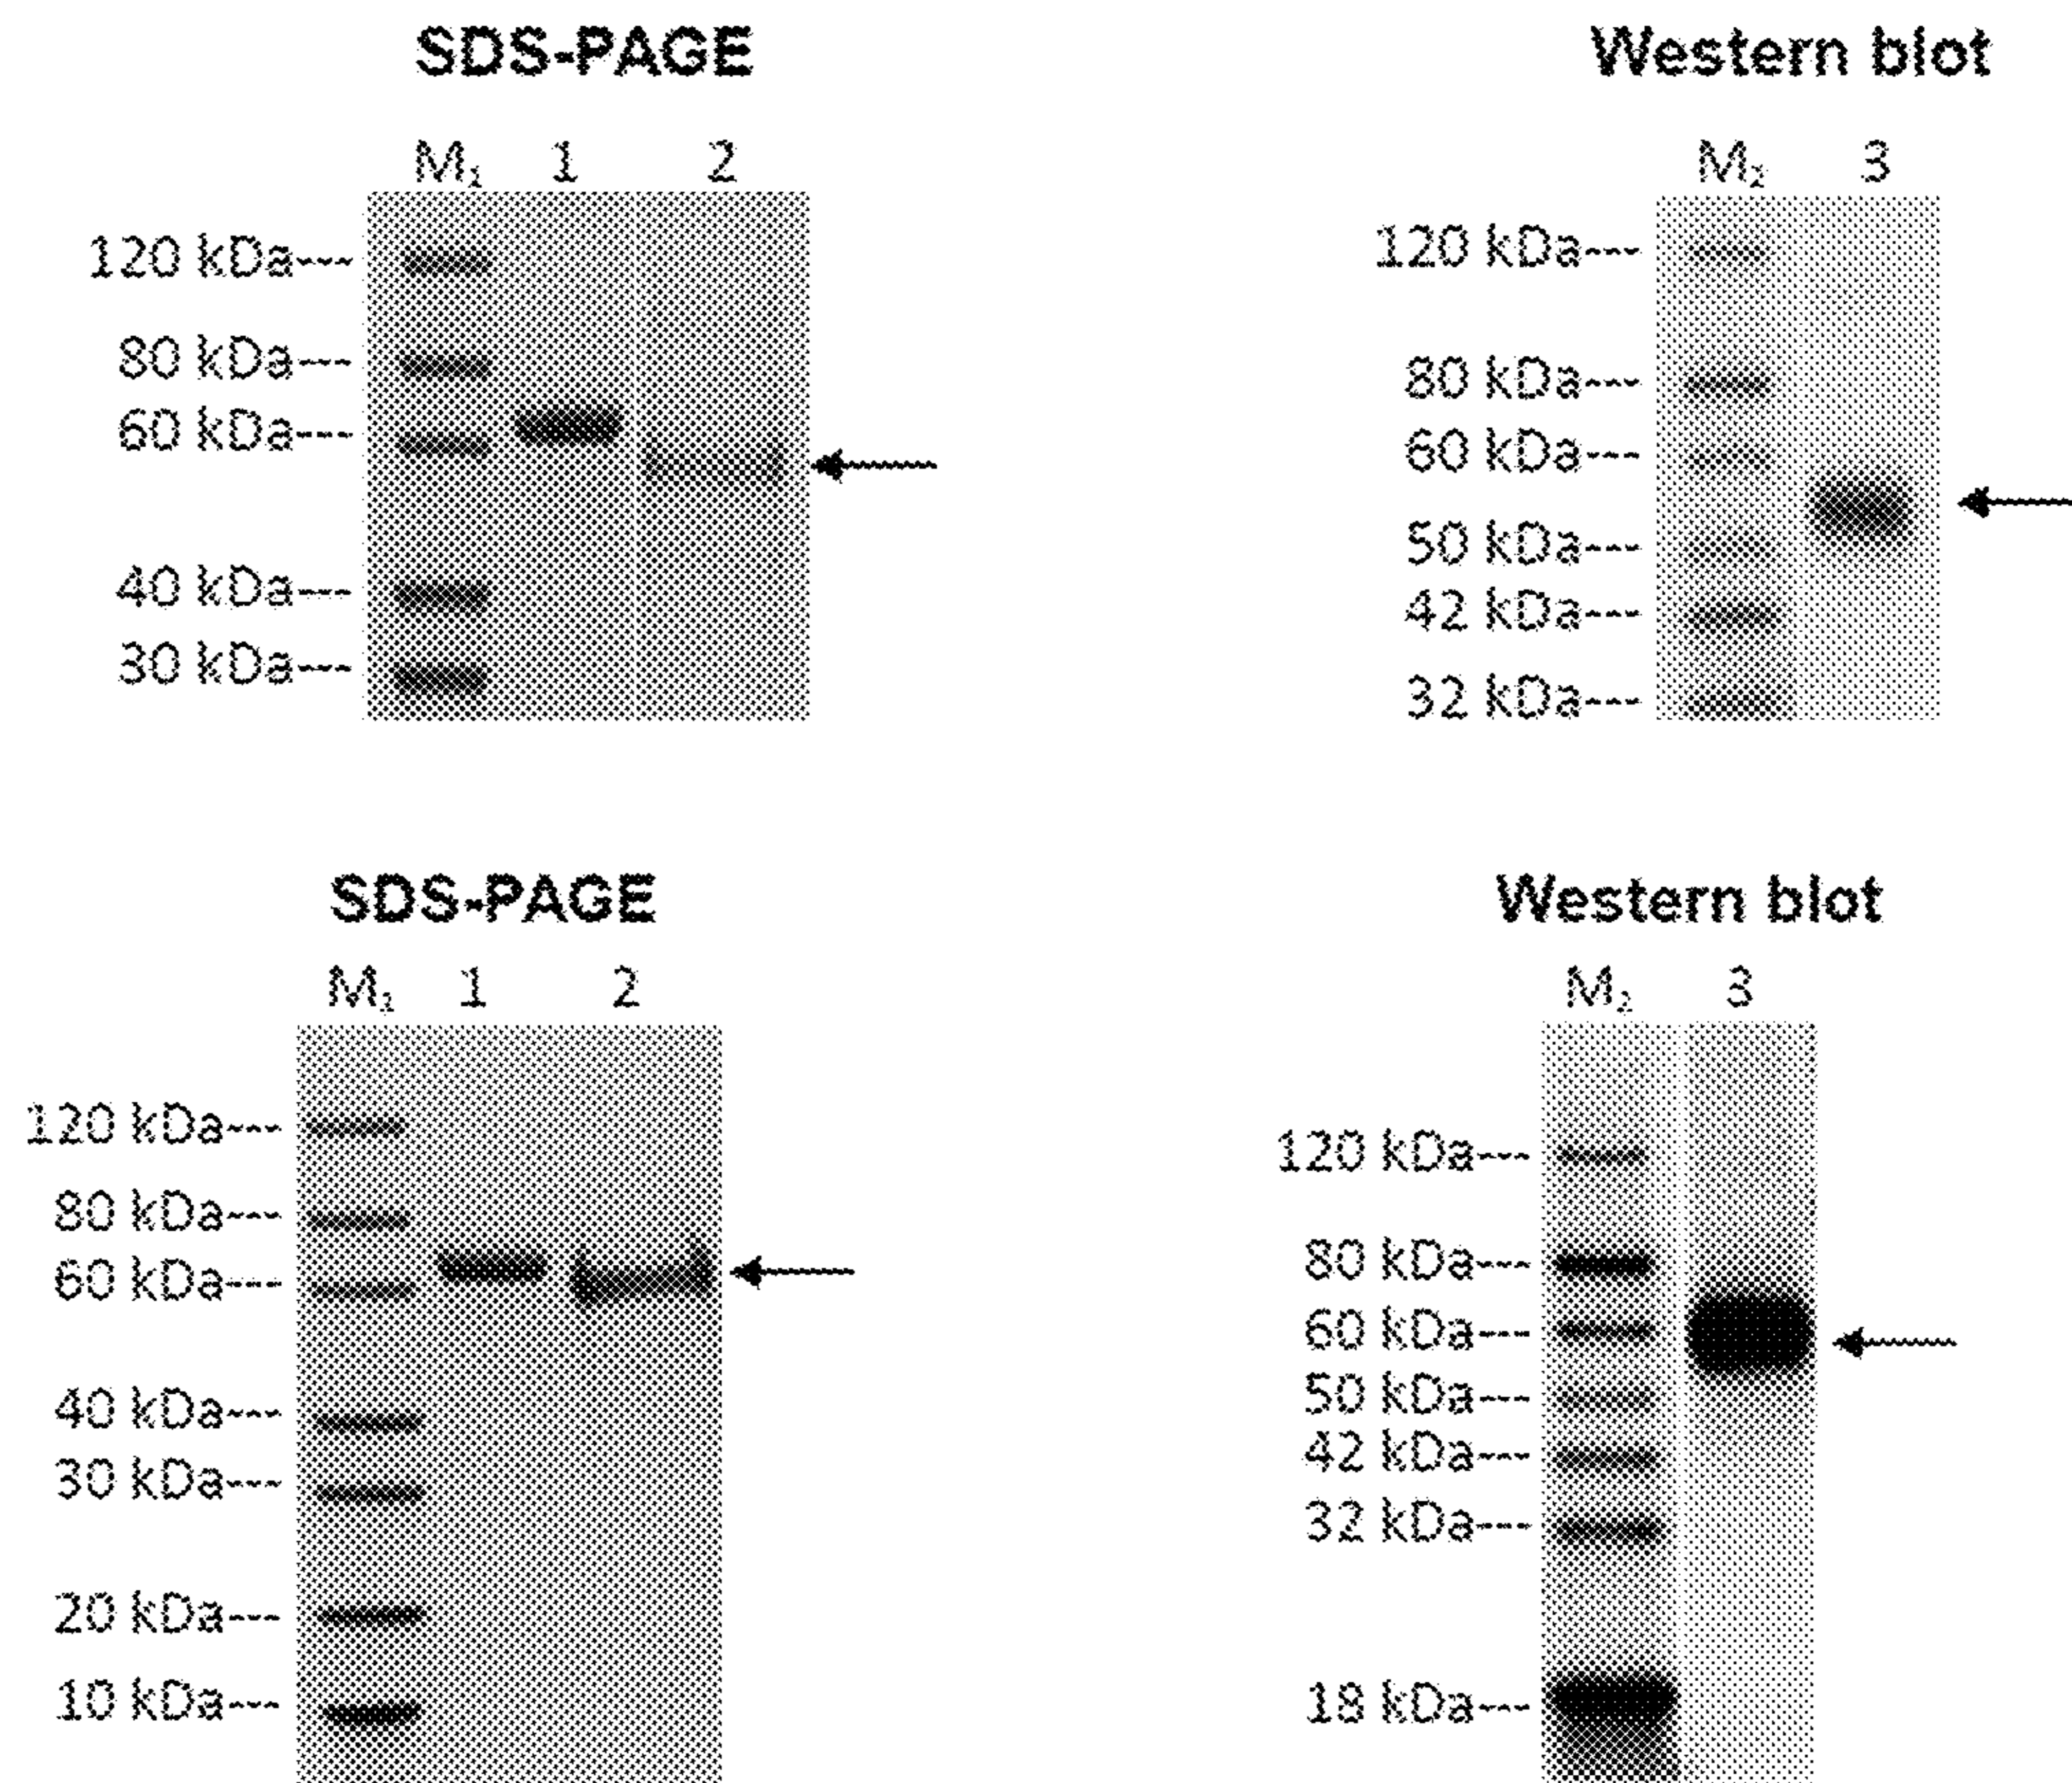 SDS-PAGE
M₁ 1 2
120 kDa---
80 kDa---
60 kDa---
40 kDa---
30 kDa---
Western blot
M₂ 3
120 kDa---
80 kDa---
60 kDa---
50 kDa---
42 kDa---
32 kDa---
SDS-PAGE
M₁ 1 2
120 kDa---
80 kDa---
60 kDa---
40 kDa---
30 kDa---
20 kDa---
10 kDa---
Western blot
M₂ 3
120 kDa---
80 kDa---
60 kDa---
50 kDa---
42 kDa---
32 kDa---
18 kDa---